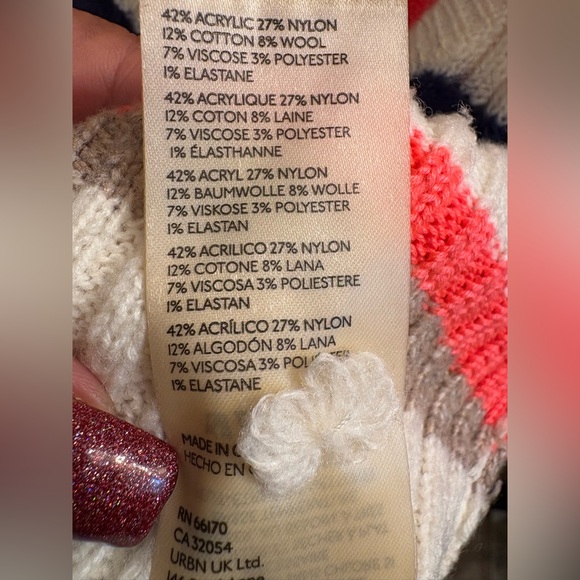 42% ACRYLIC 27% NYLON
12% COTTON 8% WOOL
7% VISCOSE 3% POLYESTER
1% ELASTANE
42% ACRYLIQUE 27% NYLON
12% COTON 8% LAINE
7% VISCOSE 3% POLYESTER
1% ÉLASTHANNE
42% ACRYL 27% NYLON
12% BAUMWOLLE 8% WOLLE
7% VISKOSE 3% POLYESTER
1% ELASTAN
42% ACRILICO 27% NYLON
12% COTONE 8% LANA
7% VISCOSA 3% POLIESTERE
1% ELASTAN
42% ACRÍLICO 27% NYLON
12% ALGODÓN 8% LANA
7% VISCOSA 3%
1% ELASTANE
MADE IN
HECHO EN
RN 66170
CA 32054
URBN UK Ltd.